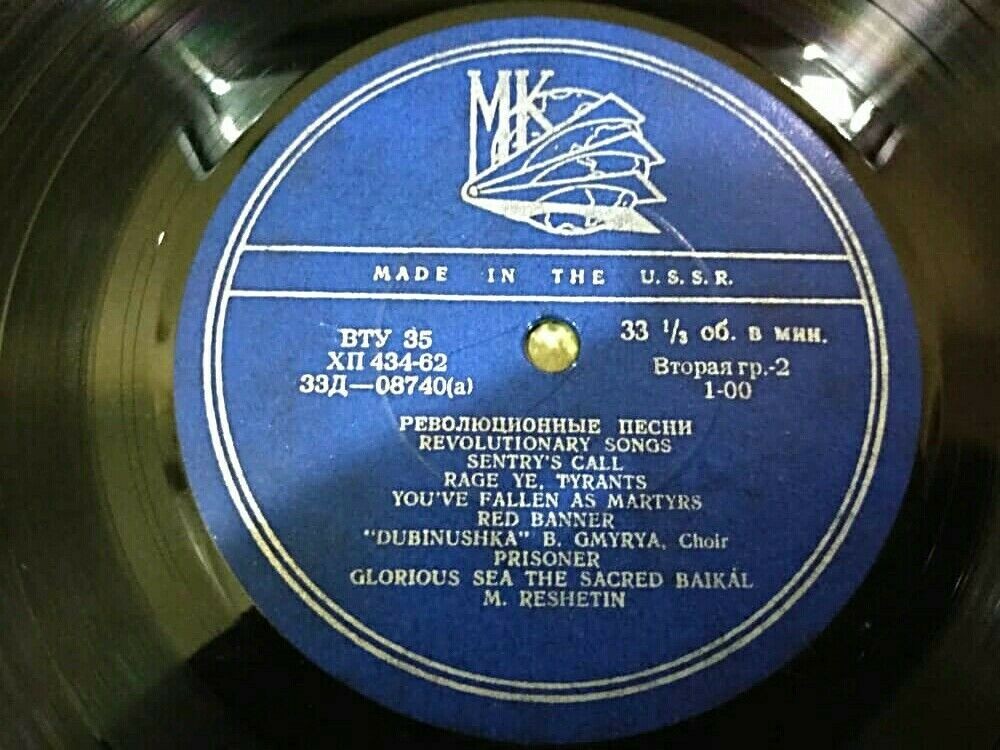 МК
MADE IN THE U.S.S.R.
ВТУ 35
ХП 434-62
33Д—08740(а)
33 1/3 об. в мин.
Вторая гр.-2
1-00
РЕВОЛЮЦИОННЫЕ ПЕСНИ
REVOLUTIONARY SONGS
SENTRY'S CALL
RAGE YE, TYRANTS
YOU'VE FALLEN AS MARTYRS
RED BANNER
"DUBINUSHKA" B. GMYRYA, Choir
PRISONER
GLORIOUS SEA THE SACRED BAIKÁL
M. RESHETIN